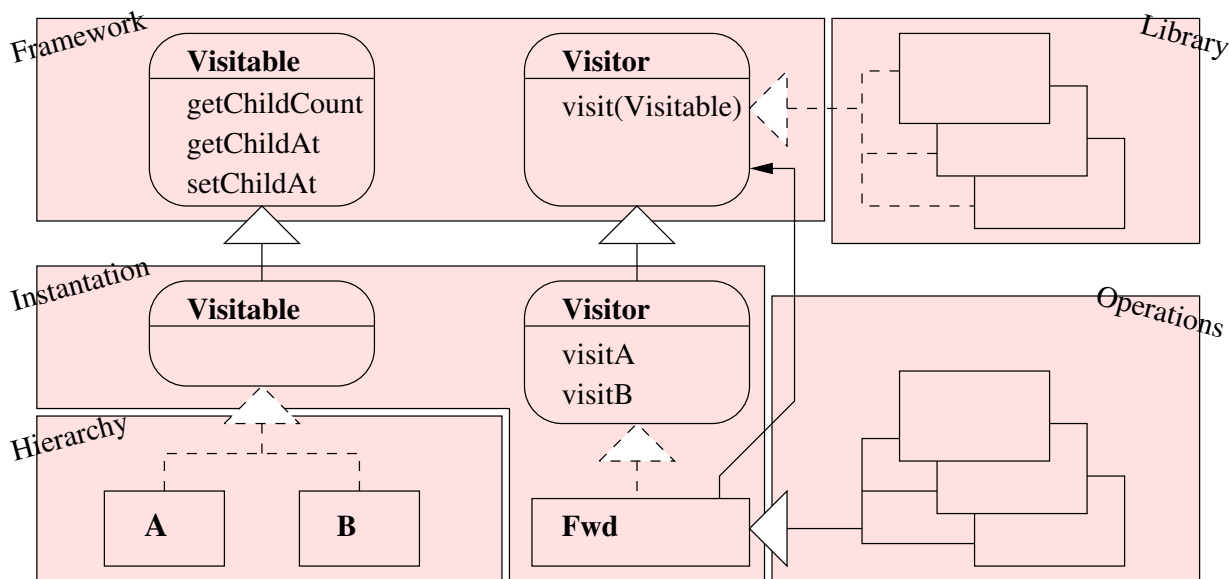 Framework
Visitable
getChildCount
getChildAt
setChildAt
Visitor
visit(Visitable)
Library
Instantation
Visitable
Visitor
visitA
visitB
Operations
Hierarchy
A
B
Fwd